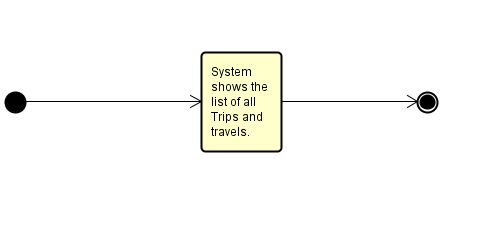 System
shows the
list of all
Trips and
travels.